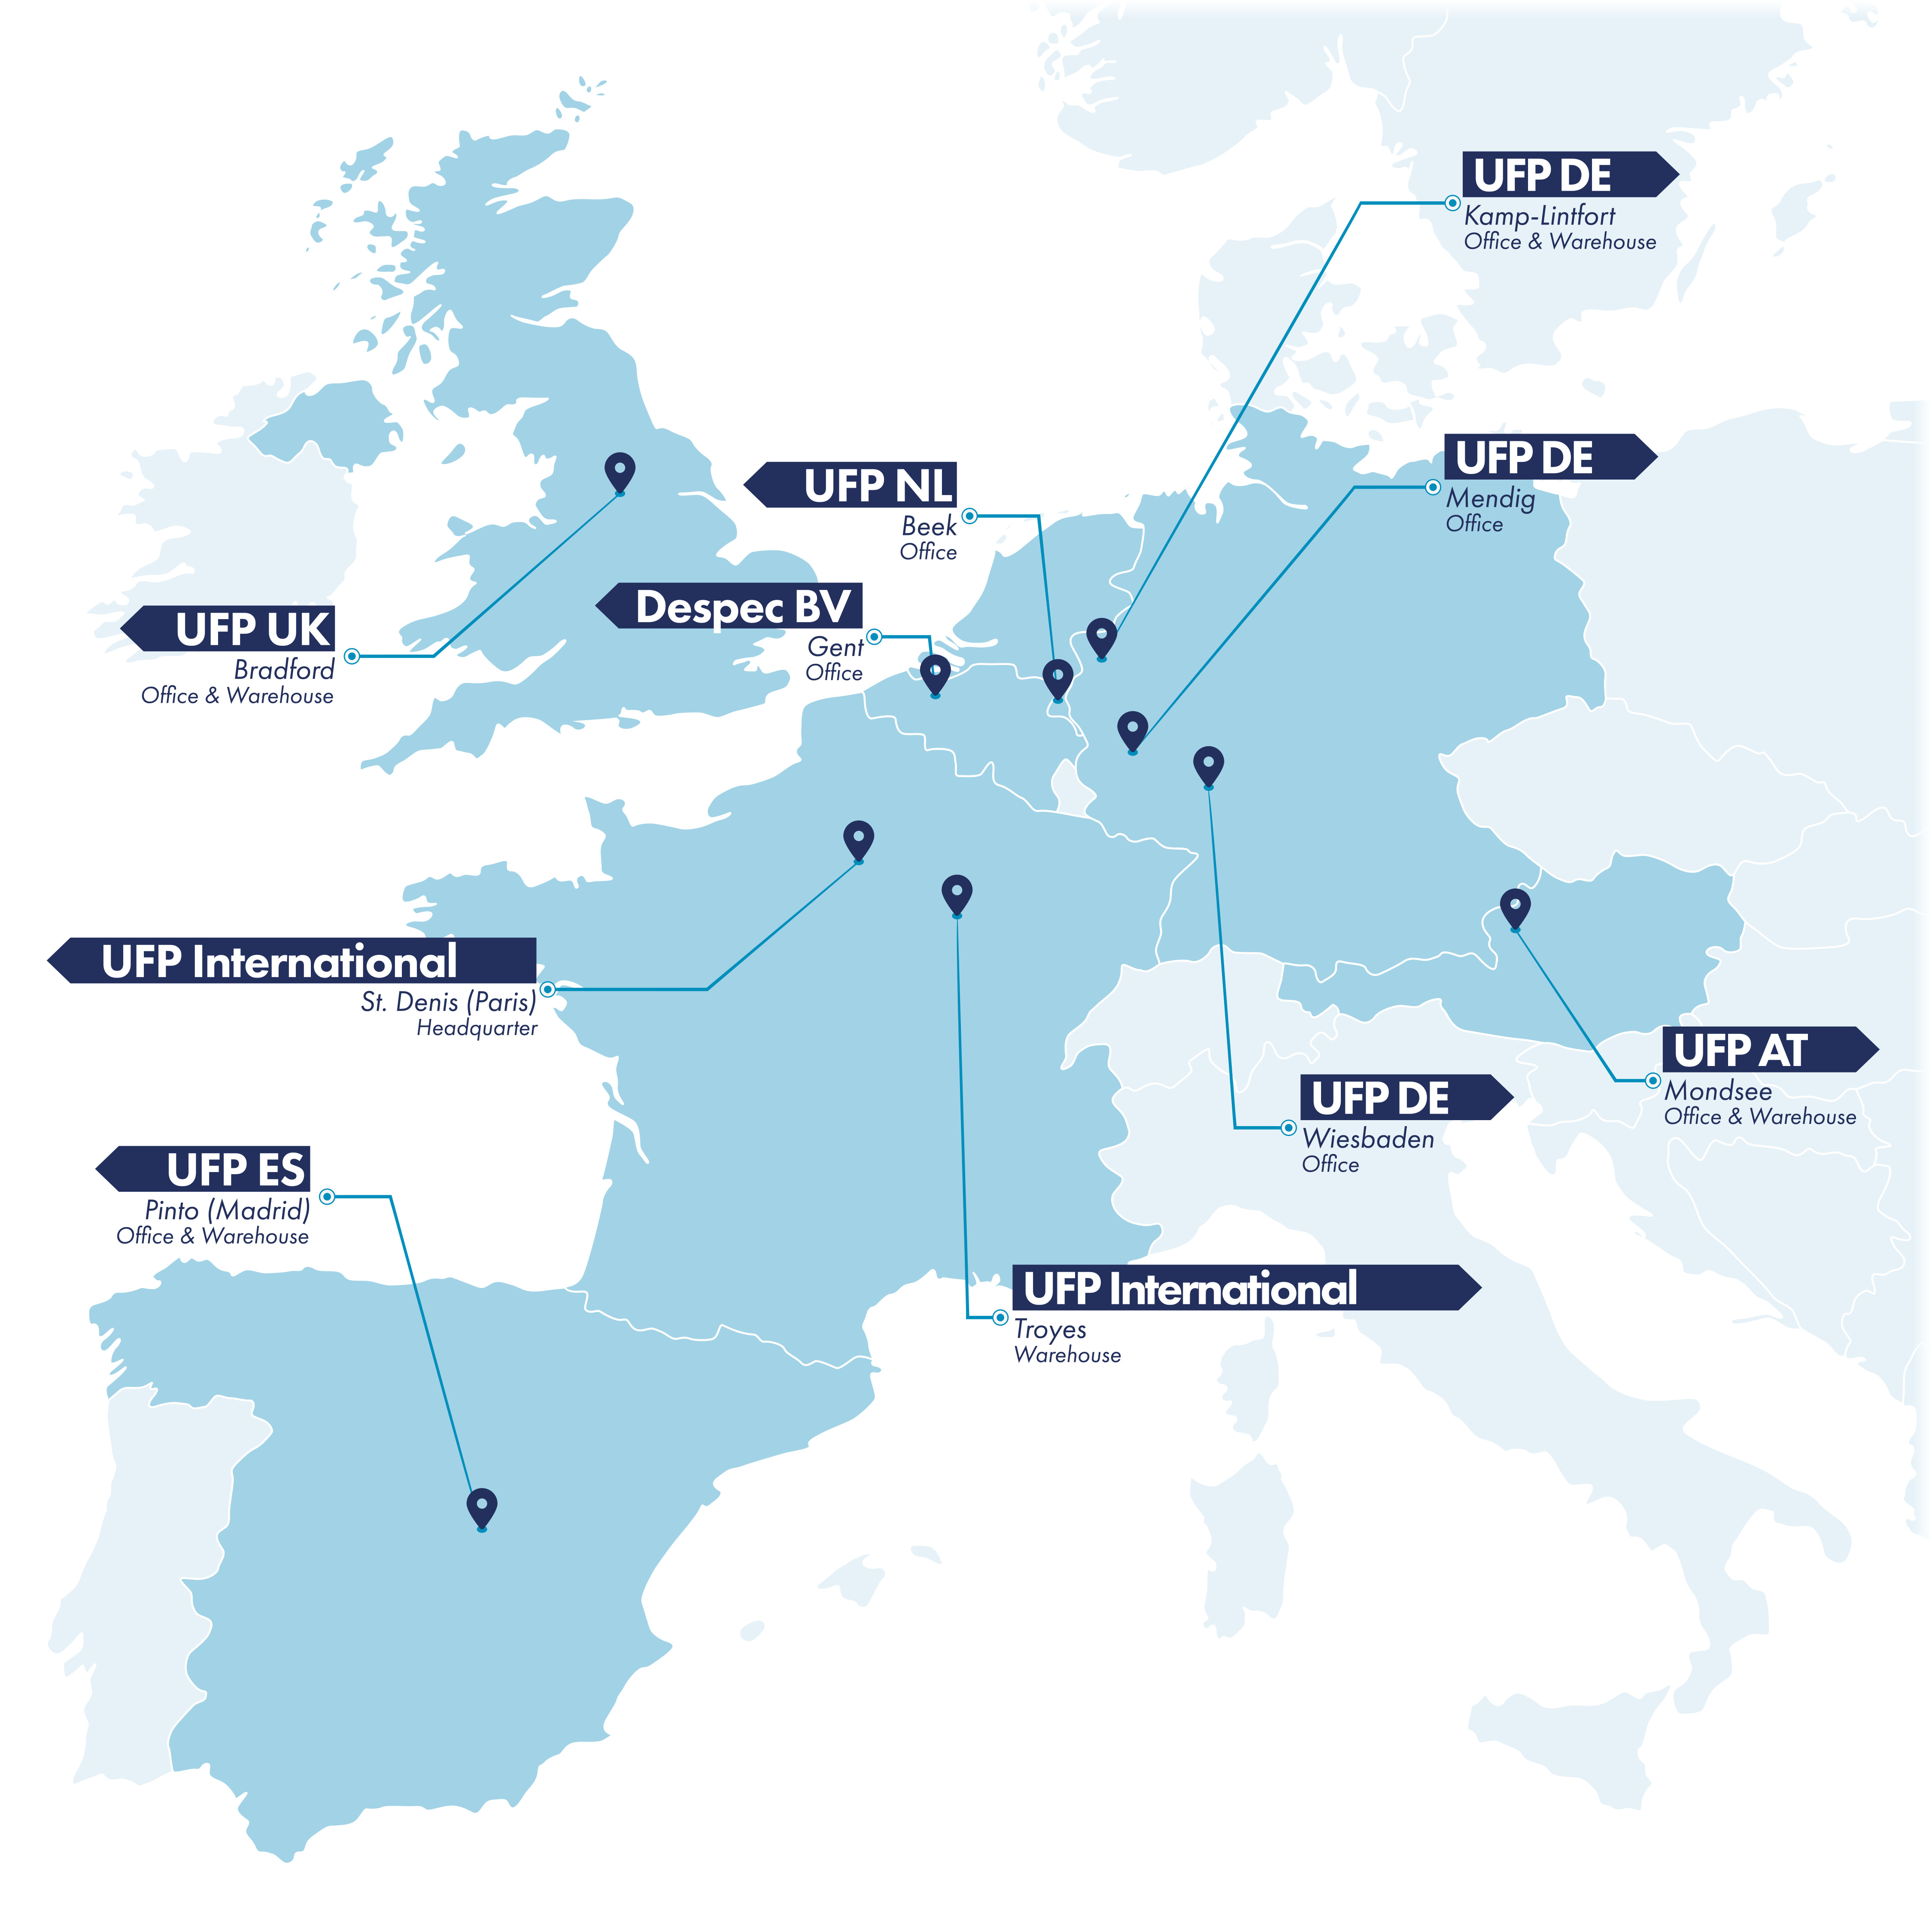 UFP DE
Kamp-Lintfort
Office & Warehouse
UFP DE
Mendig
Office
UFP NL
Beek
Office
Despec BV
Gent
Office
UFP UK
Bradford
Office & Warehouse
UFP International
St. Denis (Paris)
Headquarter
UFP AT
Mondsee
Office & Warehouse
UFP DE
Wiesbaden
Office
UFP ES
Pinto (Madrid)
Office & Warehouse
UFP International
Troyes
Warehouse